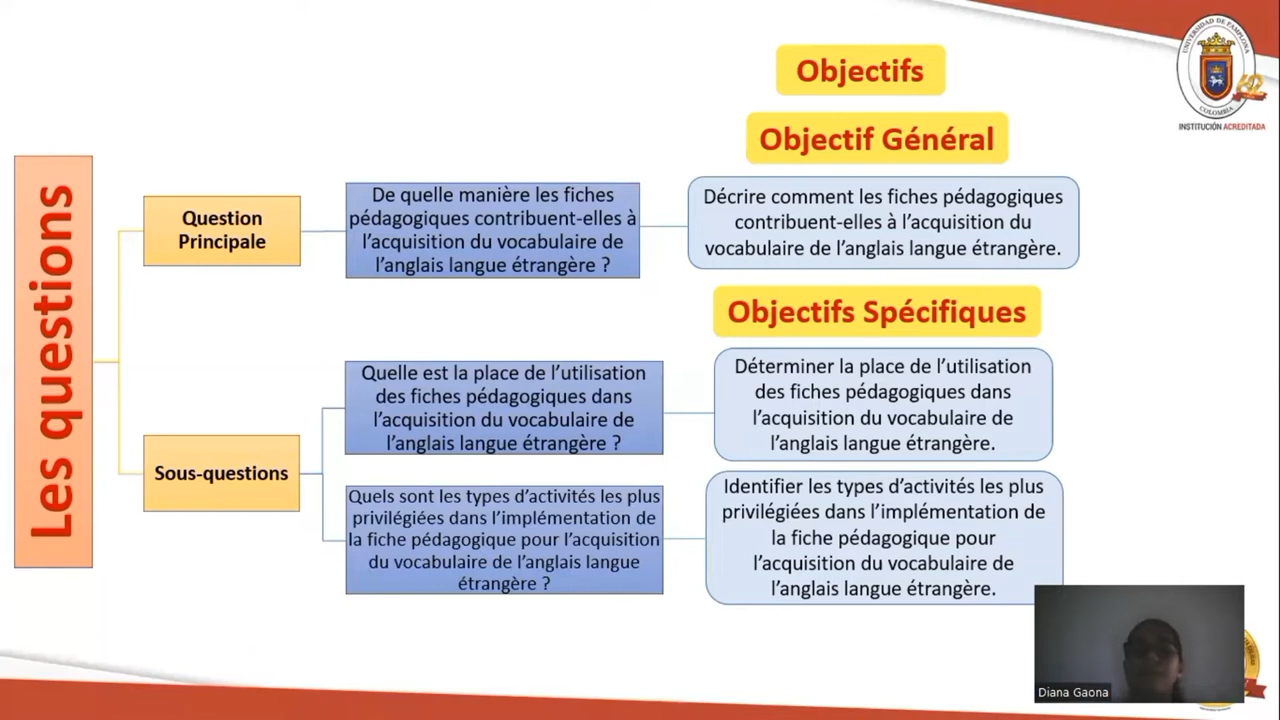 Objectifs
Objectif Général
Les questions
Question
Principale
De quelle manière les fiches
pédagogiques contribuent-elles à
l’acquisition du vocabulaire de
l’anglais langue étrangère ?
Décrire comment les fiches pédagogiques
contribuent-elles à l’acquisition du
vocabulaire de l’anglais langue étrangère.
Objectifs Spécifiques
Sous-questions
Quelle est la place de l’utilisation
des fiches pédagogiques dans
l’acquisition du vocabulaire de
l’anglais langue étrangère ?
Déterminer la place de l’utilisation
des fiches pédagogiques dans
l’acquisition du vocabulaire de
l’anglais langue étrangère.
Quels sont les types d’activités les plus
privilégiées dans l’implémentation de
la fiche pédagogique pour l’acquisition
du vocabulaire de l’anglais langue
étrangère ?
Identifier les types d’activités les plus
privilégiées dans l’implémentation de
la fiche pédagogique pour
l’acquisition du vocabulaire de
l’anglais langue étrangère.
UNIVERSIDAD DE PAMPLONA
COLOMBIA
INSTITUCIÓN ACREDITADA
Diana Gaona